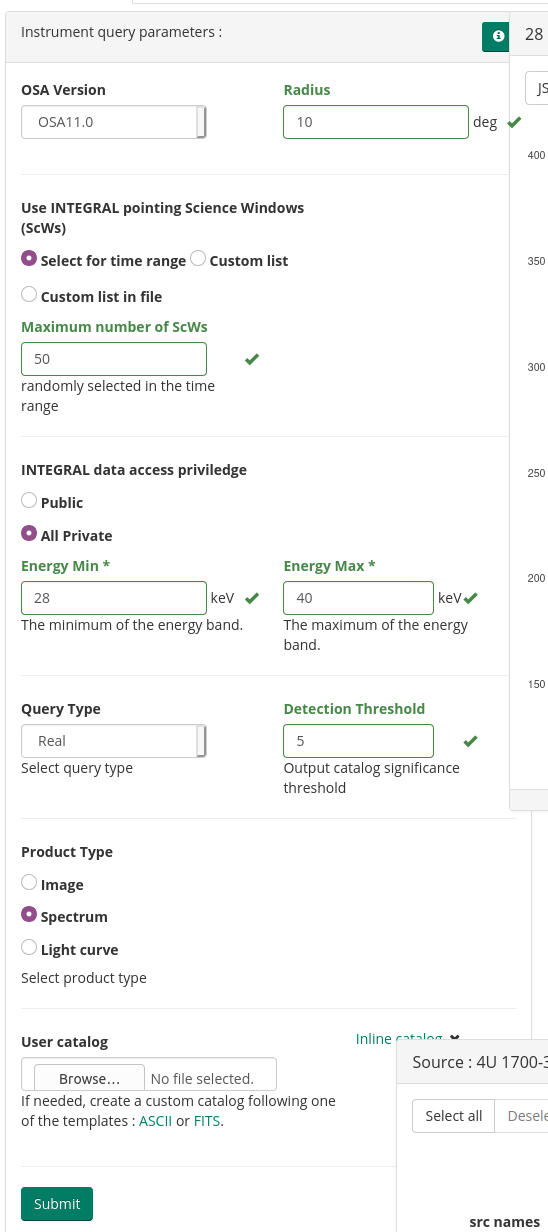 Instrument query parameters :
28
OSA Version
Radius
OSA11.0
10
deg
JS
400
Use INTEGRAL pointing Science Windows
(ScWs)
Select for time range
Custom list
350
Custom list in file
Maximum number of ScWs
50
300
randomly selected in the time
range
INTEGRAL data access priviledge
250
Public
All Private
Energy Min *
Energy Max *
200
28
keV
40
keV
The minimum of the energy band.
The maximum of the energy
band.
150
Query Type
Detection Threshold
Real
5
Select query type
Output catalog significance
threshold
Product Type
Image
Spectrum
Light curve
Select product type
User catalog
Inline catalog
Browse...
No file selected.
Source : 4U 1700-3
If needed, create a custom catalog following one
of the templates : ASCII or FITS.
Select all
Desele
Submit
src names